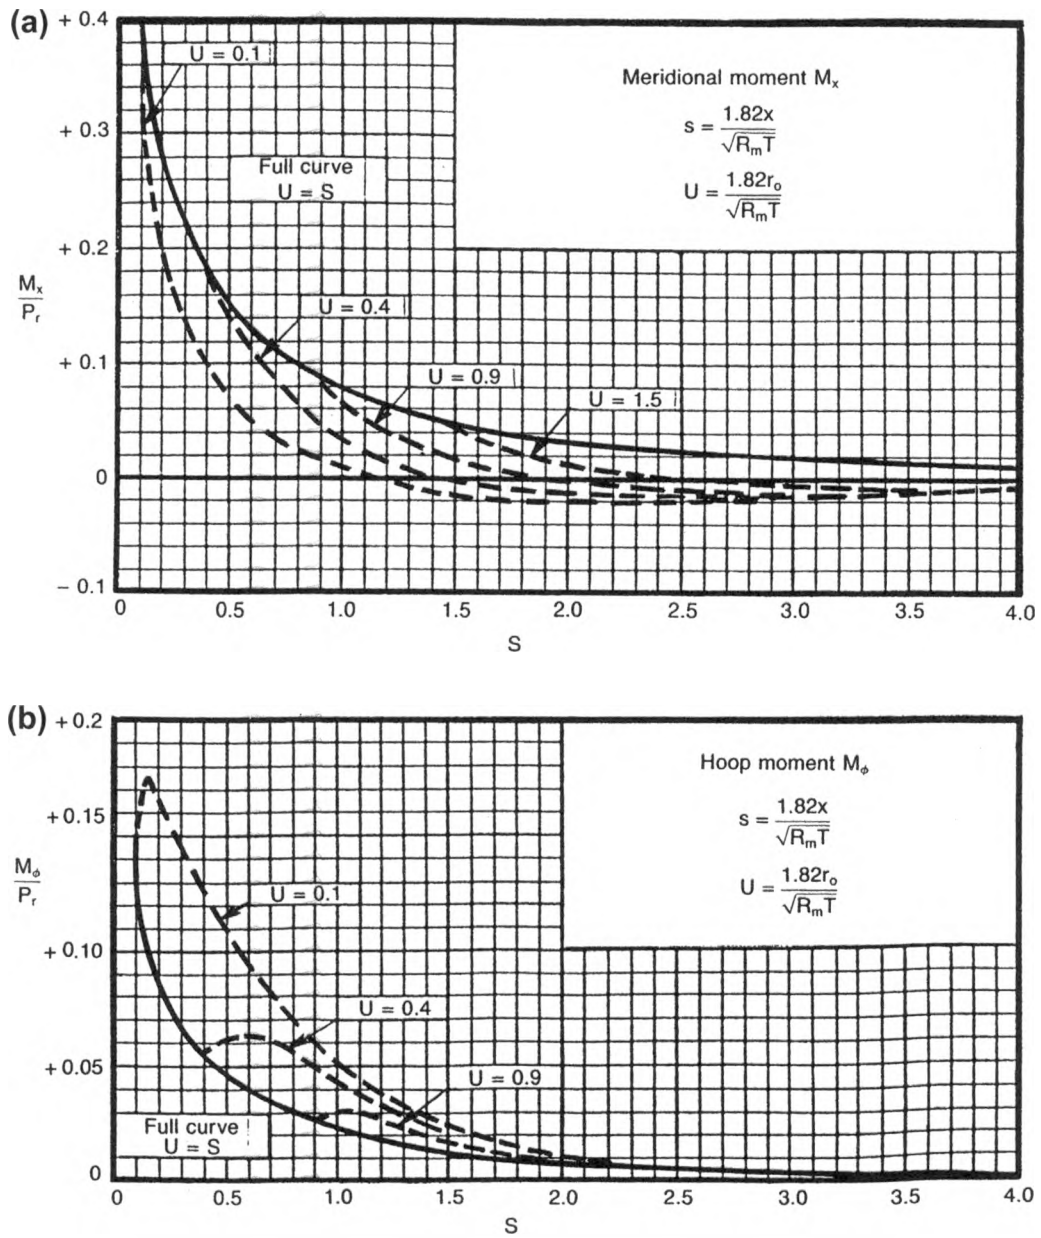 (a)
+ 0.4
U = 0.1
Meridional moment Mₓ
s = 1.82x / √RₘT
U = 1.82rₒ / √RₘT
+ 0.3
Full curve
U = S
+ 0.2
Mₓ / Pᵣ
U = 0.4
+ 0.1
U = 0.9
U = 1.5
0
− 0.1
0 0.5 1.0 1.5 2.0 2.5 3.0 3.5 4.0
S
(b)
+ 0.2
Hoop moment M_ϕ
s = 1.82x / √RₘT
U = 1.82rₒ / √RₘT
+ 0.15
M_ϕ / Pᵣ
U = 0.1
+ 0.10
U = 0.4
+ 0.05
U = 0.9
Full curve
U = S
0
0 0.5 1.0 1.5 2.0 2.5 3.0 3.5 4.0
S